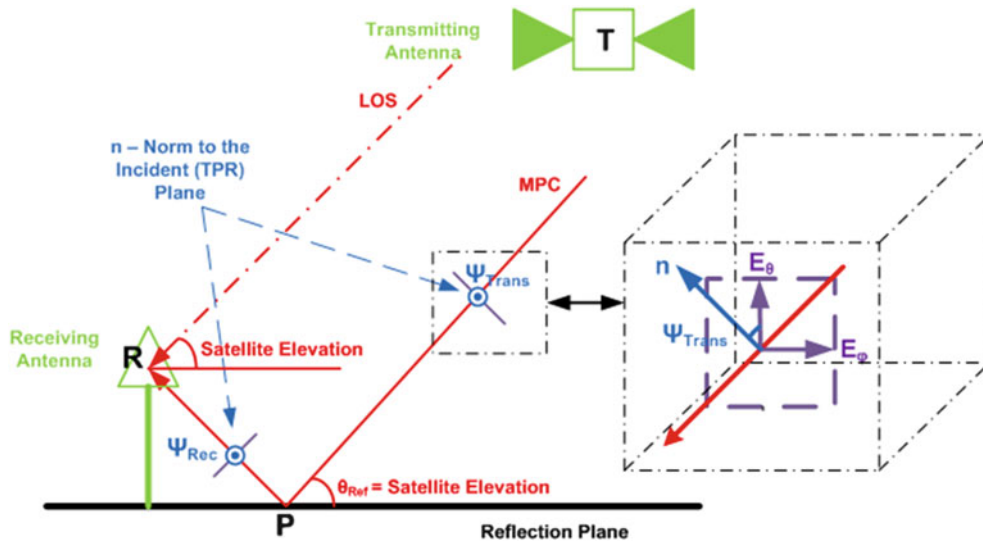 Transmitting
Antenna
T
LOS
n – Norm to the
Incident (TPR)
Plane
MPC
ΨTrans
n
Eθ
ΨTrans
Eφ
Receiving
Antenna
R
Satellite Elevation
ΨRec
θRef = Satellite Elevation
P
Reflection Plane